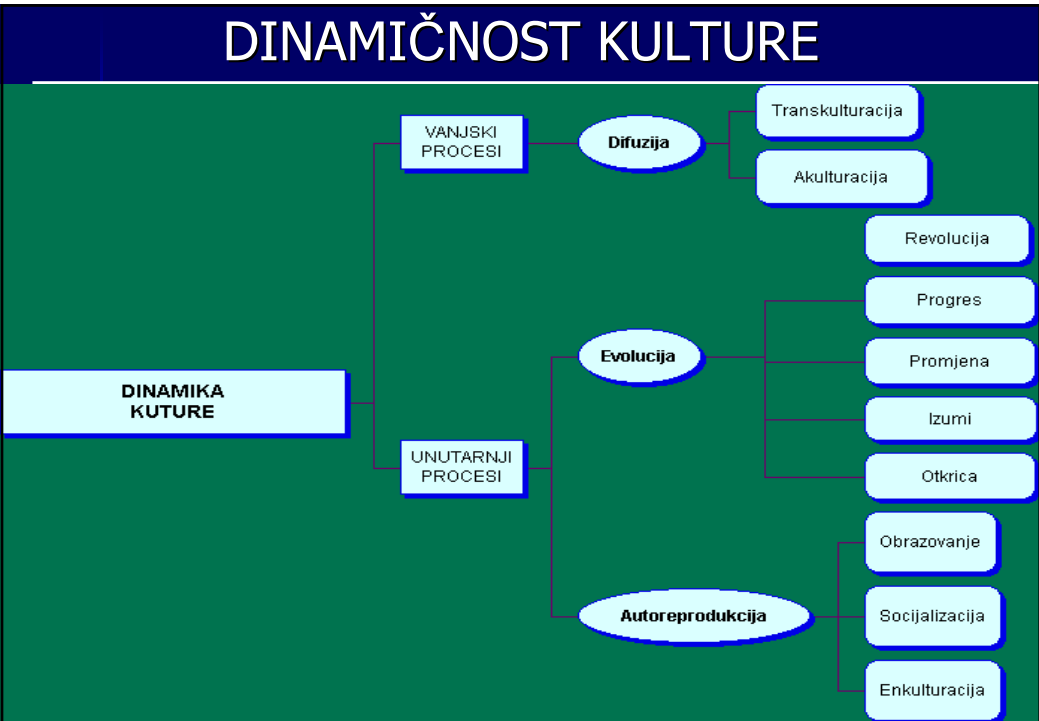 DINAMIČNOST KULTURE
VANJSKI
PROCESI
Difuzija
Transkulturacija
Akulturacija
Revolucija
Progres
Evolucija
Promjena
DINAMIKA
KUTURE
Izumi
UNUTARNJI
PROCESI
Otkrica
Obrazovanje
Autoreprodukcija
Socijalizacija
Enkulturacija